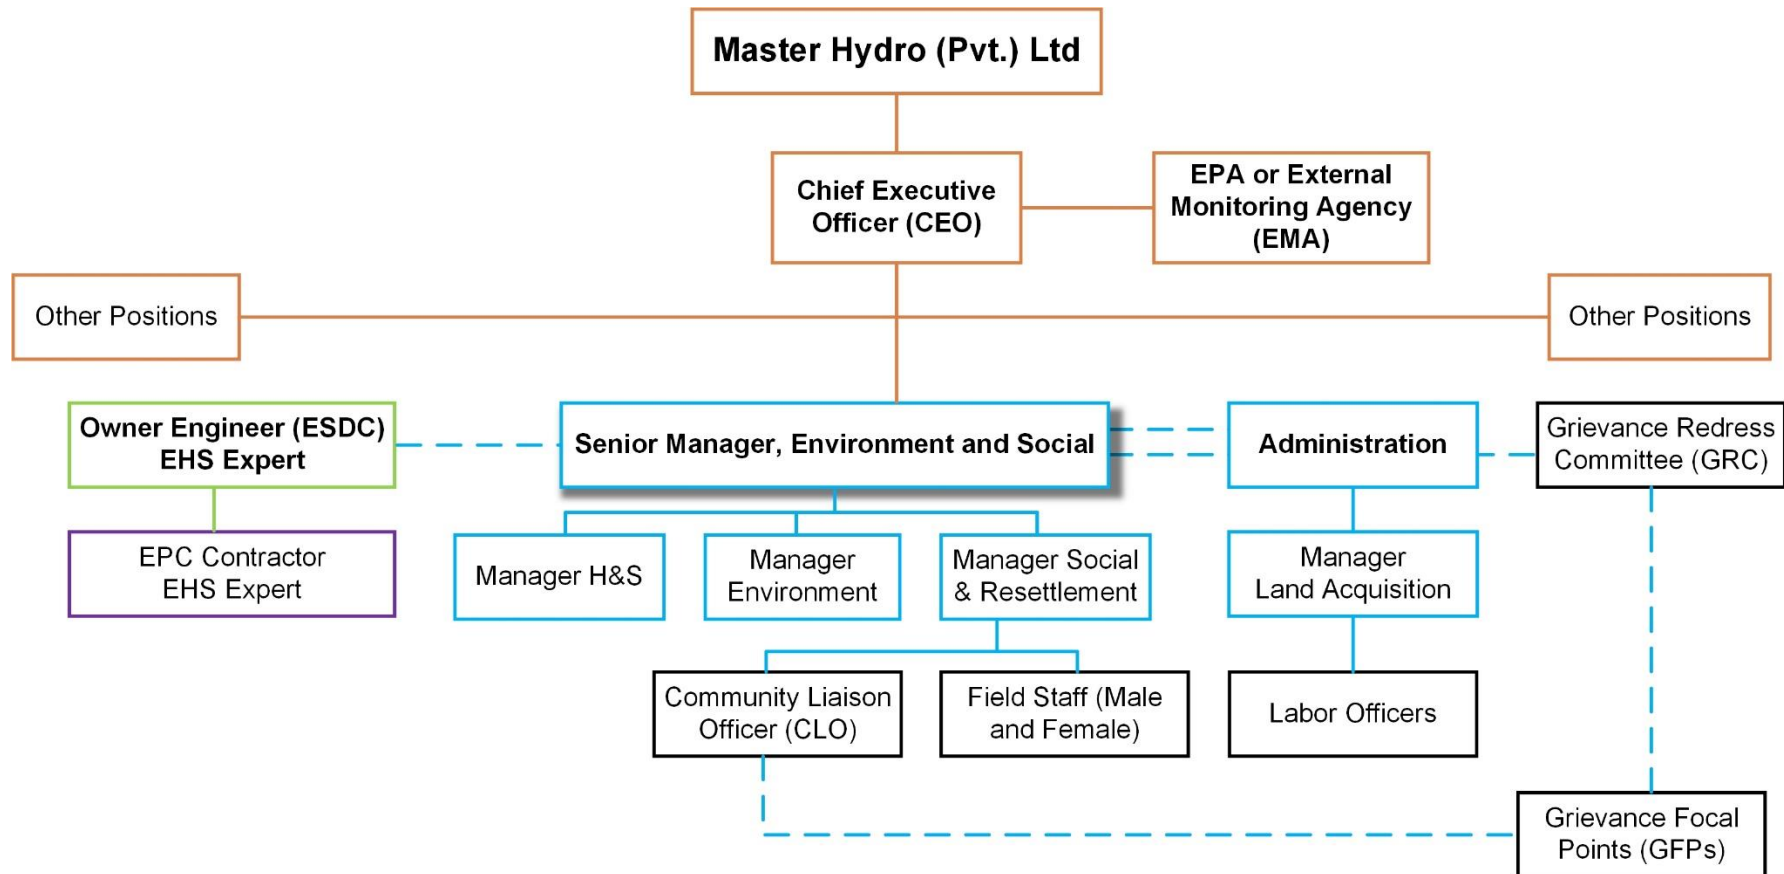 Master Hydro (Pvt.) Ltd
Chief Executive
Officer (CEO)
EPA or External
Monitoring Agency
(EMA)
Other Positions
Other Positions
Owner Engineer (ESDC)
EHS Expert
Senior Manager, Environment and Social
Administration
Grievance Redress
Committee (GRC)
EPC Contractor
EHS Expert
Manager H&S
Manager
Environment
Manager Social
& Resettlement
Manager
Land Acquisition
Community Liaison
Officer (CLO)
Field Staff (Male
and Female)
Labor Officers
Grievance Focal
Points (GFPs)